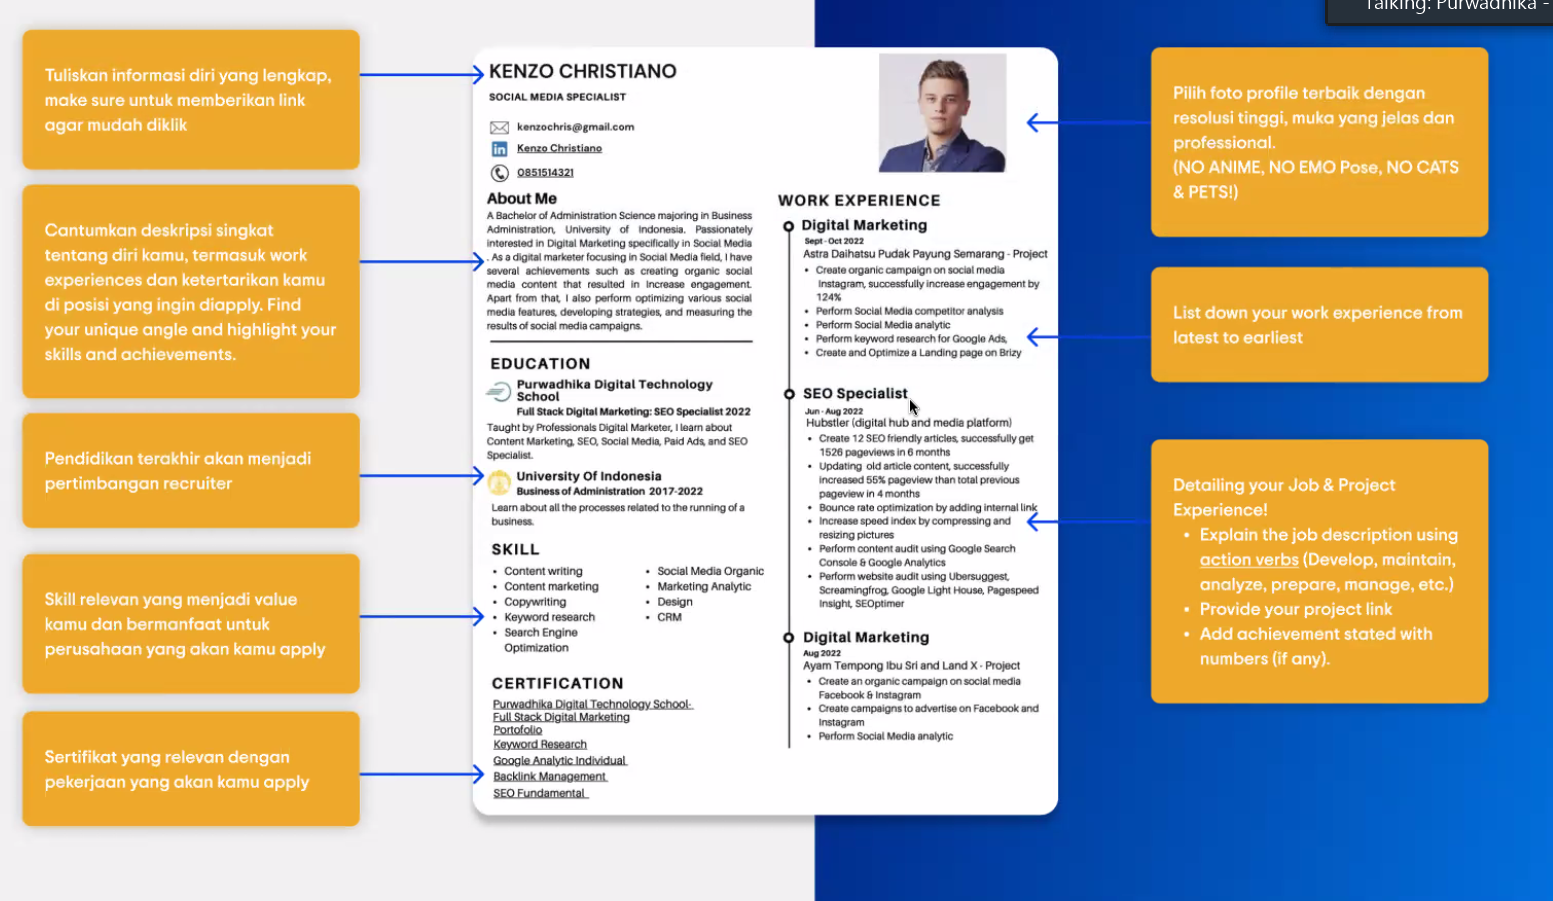 Talking: Purwadhika -
Tuliskan informasi diri yang lengkap,
make sure untuk memberikan link
agar mudah diklik
Cantumkan deskripsi singkat
tentang diri kamu, termasuk work
experiences dan ketertarikan kamu
di posisi yang ingin diapply. Find
your unique angle and highlight your
skills and achievements.
Pendidikan terakhir akan menjadi
pertimbangan recruiter
Skill relevan yang menjadi value
kamu dan bermanfaat untuk
perusahaan yang akan kamu apply
Sertifikat yang relevan dengan
pekerjaan yang akan kamu apply
KENZO CHRISTIANO
SOCIAL MEDIA SPECIALIST
kenzochris@gmail.com
in
Kenzo Christiano
0851514321
About Me
A Bachelor of Administration Science majoring in Business
Administration, University of Indonesia. Passionately
interested in Digital Marketing specifically in Social Media
. As a digital marketer focusing in Social Media field, I have
several achievements such as creating organic social
media content that resulted in Increase engagement.
Apart from that, I also perform optimizing various social
media features, developing strategies, and measuring the
results of social media campaigns.
EDUCATION
Purwadhika Digital Technology
School
Full Stack Digital Marketing: SEO Specialist 2022
Taught by Professionals Digital Marketer, I learn about
Content Marketing, SEO, Social Media, Paid Ads, and SEO
Specialist.
University Of Indonesia
Business of Administration 2017-2022
Learn about all the processes related to the running of a
business.
SKILL
• Content writing
• Content marketing
• Copywriting
• Keyword research
• Search Engine
Optimization
• Social Media Organic
• Marketing Analytic
• Design
• CRM
CERTIFICATION
Purwadhika Digital Technology School-
Full Stack Digital Marketing
Portofolio
Keyword Research
Google Analytic Individual
Backlink Management
SEO Fundamental
WORK EXPERIENCE
Digital Marketing
Sept - Oct 2022
Astra Daihatsu Pudak Payung Semarang - Project
• Create organic campaign on social media
Instagram, successfully increase engagement by
124%
• Perform Social Media competitor analysis
• Perform Social Media analytic
• Perform keyword research for Google Ads,
• Create and Optimize a Landing page on Brizy
SEO Specialist
Jun - Aug 2022
Hubstler (digital hub and media platform)
• Create 12 SEO friendly articles, successfully get
1526 pageviews in 6 months
• Updating old article content, successfully
increased 55% pageview than total previous
pageview in 4 months
• Bounce rate optimization by adding internal link
• Increase speed index by compressing and
resizing pictures
• Perform content audit using Google Search
Console & Google Analytics
• Perform website audit using Ubersuggest,
Screamingfrog, Google Light House, Pagespeed
Insight, SEOptimer
Digital Marketing
Aug 2022
Ayam Tempong Ibu Sri and Land X - Project
• Create an organic campaign on social media
Facebook & Instagram
• Create campaigns to advertise on Facebook and
Instagram
• Perform Social Media analytic
Pilih foto profile terbaik dengan
resolusi tinggi, muka yang jelas dan
professional.
(NO ANIME, NO EMO Pose, NO CATS
& PETS!)
List down your work experience from
latest to earliest
Detailing your Job & Project
Experience!
• Explain the job description using
action verbs (Develop, maintain,
analyze, prepare, manage, etc.)
• Provide your project link
• Add achievement stated with
numbers (if any).